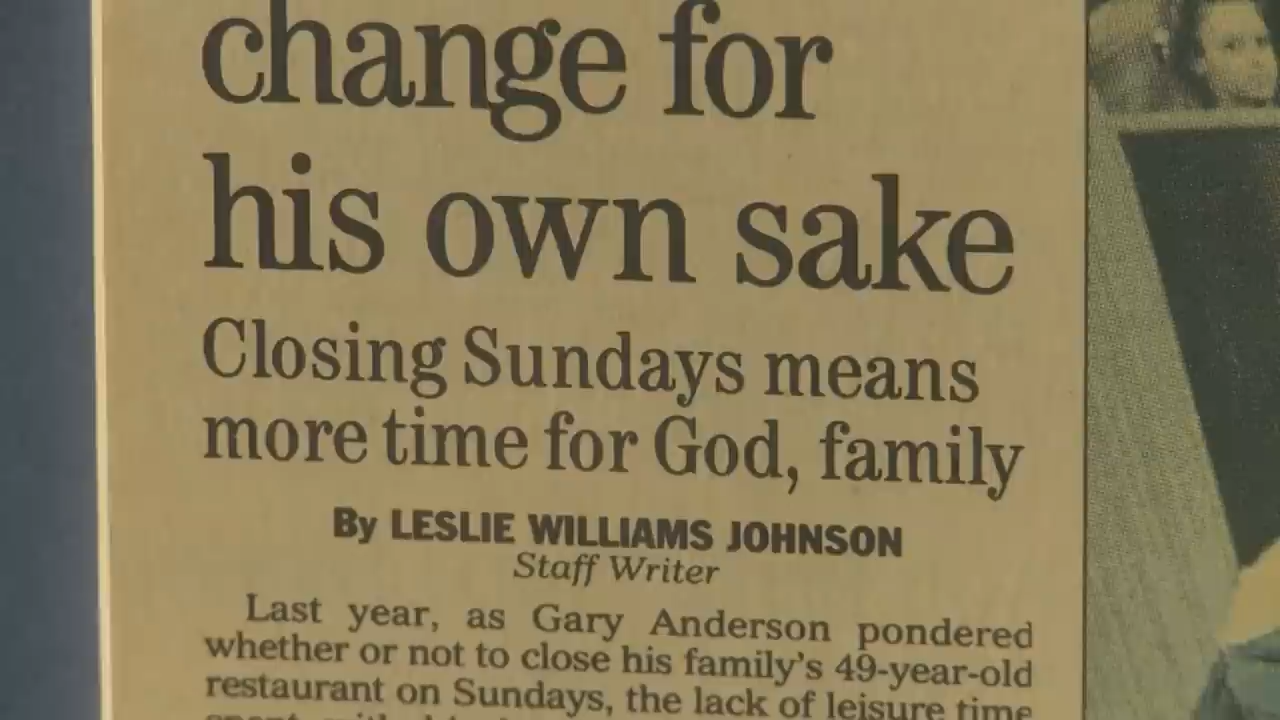 change for
his own sake
Closing Sundays means
more time for God, family
By LESLIE WILLIAMS JOHNSON
Staff Writer
Last year, as Gary Anderson pondered
whether or not to close his family's 49-year-old
restaurant on Sundays, the lack of leisure time